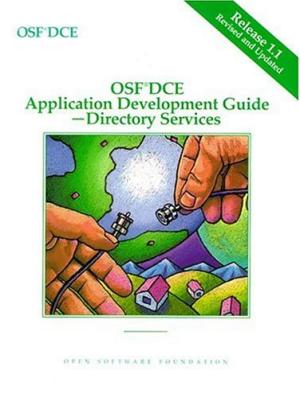 OSF®DCE
Release 1.1
Revised and Updated
OSF®DCE
Application Development Guide
—Directory Services
OPEN SOFTWARE FOUNDATION